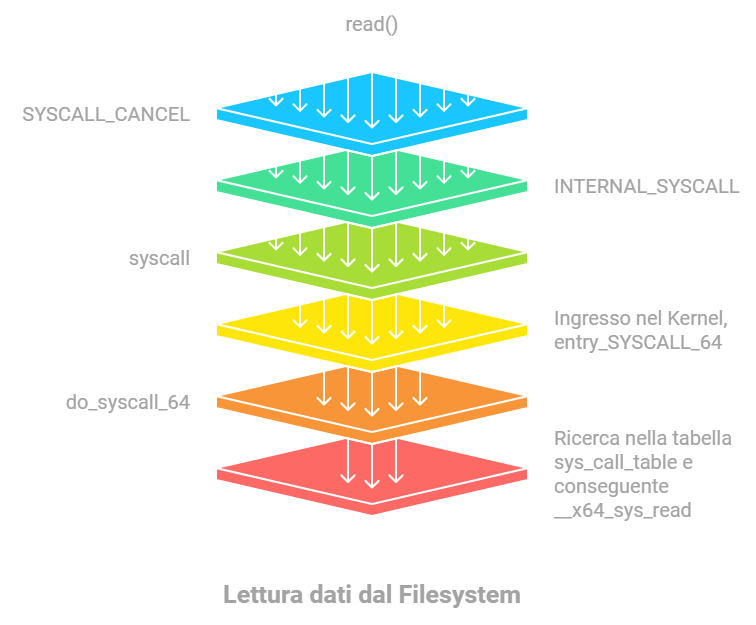 read()
SYSCALL_CANCEL
INTERNAL_SYSCALL
syscall
Ingresso nel Kernel,
entry_SYSCALL_64
do_syscall_64
Ricerca nella tabella
sys_call_table e
conseguente
__x64_sys_read
Lettura dati dal Filesystem